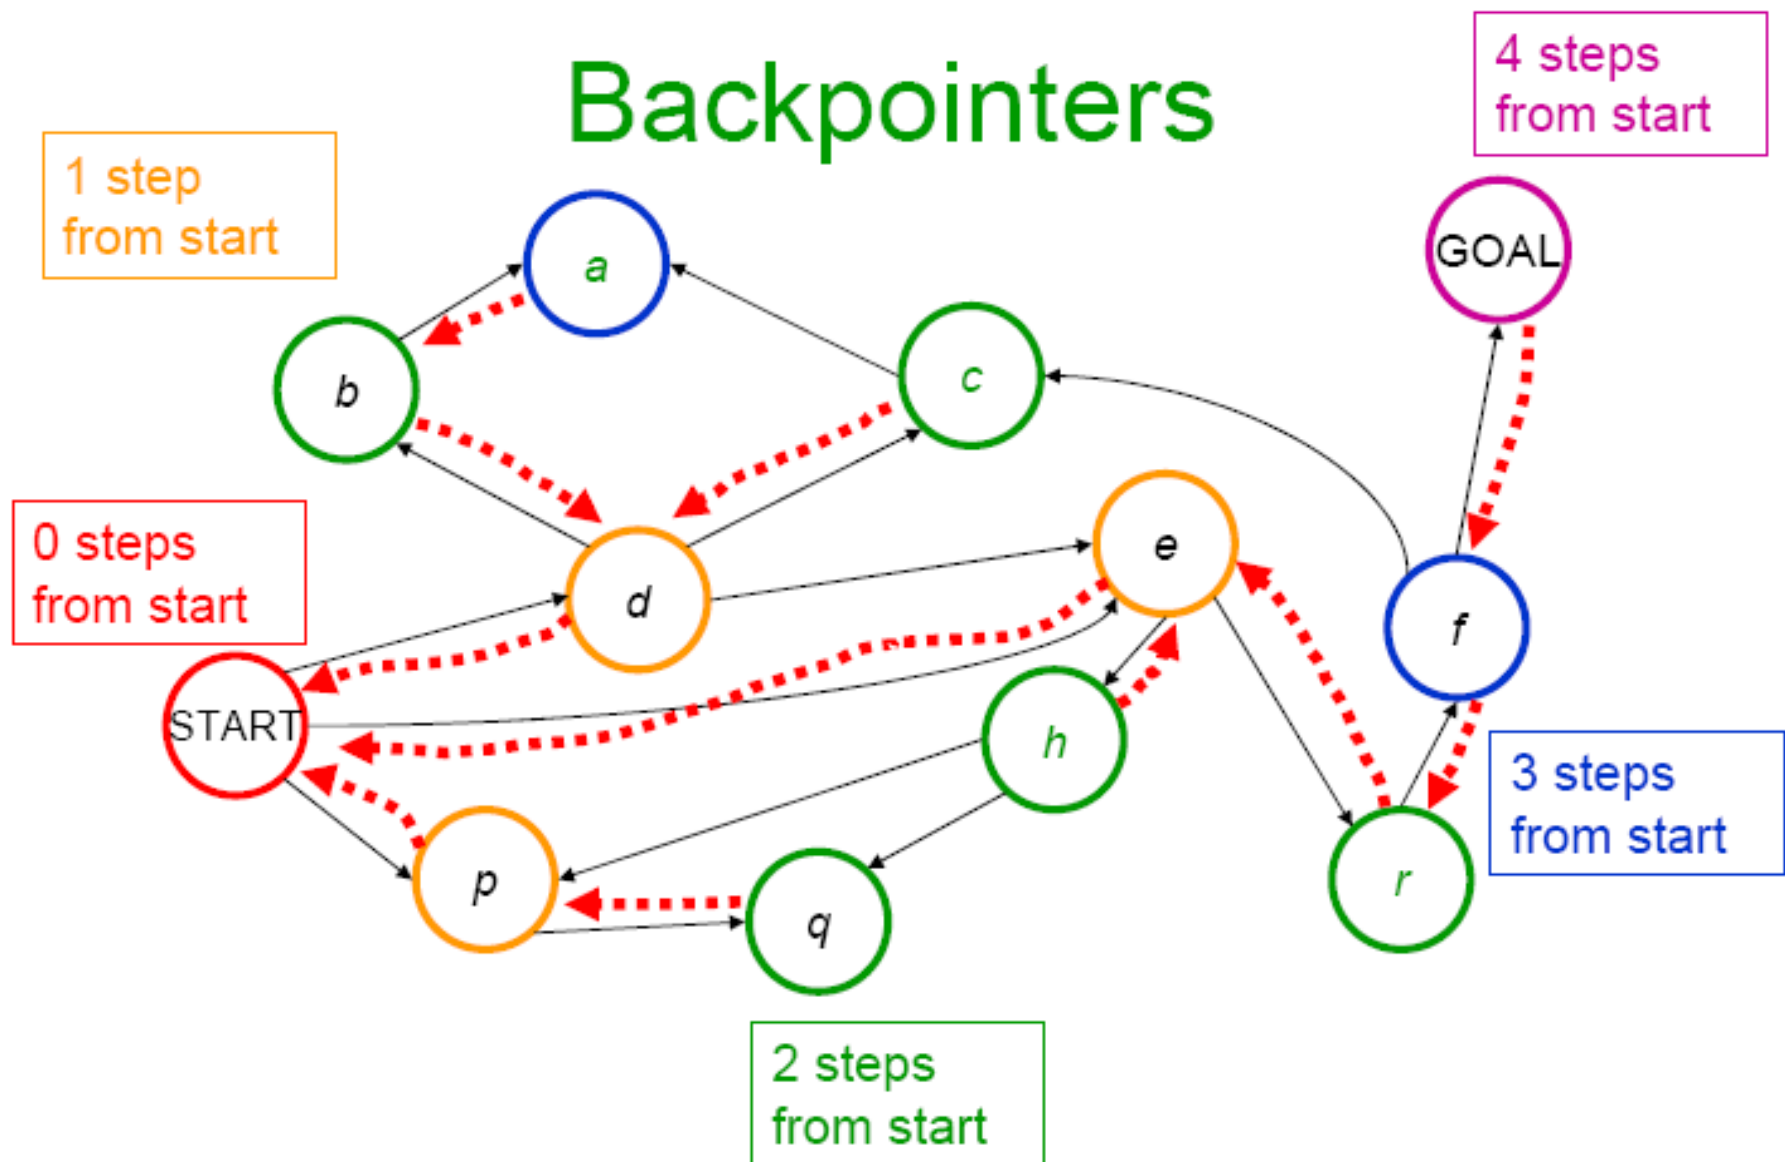 Backpointers
4 steps
from start
1 step
from start
a
GOAL
b
c
0 steps
from start
d
e
f
START
h
3 steps
from start
p
q
r
2 steps
from start